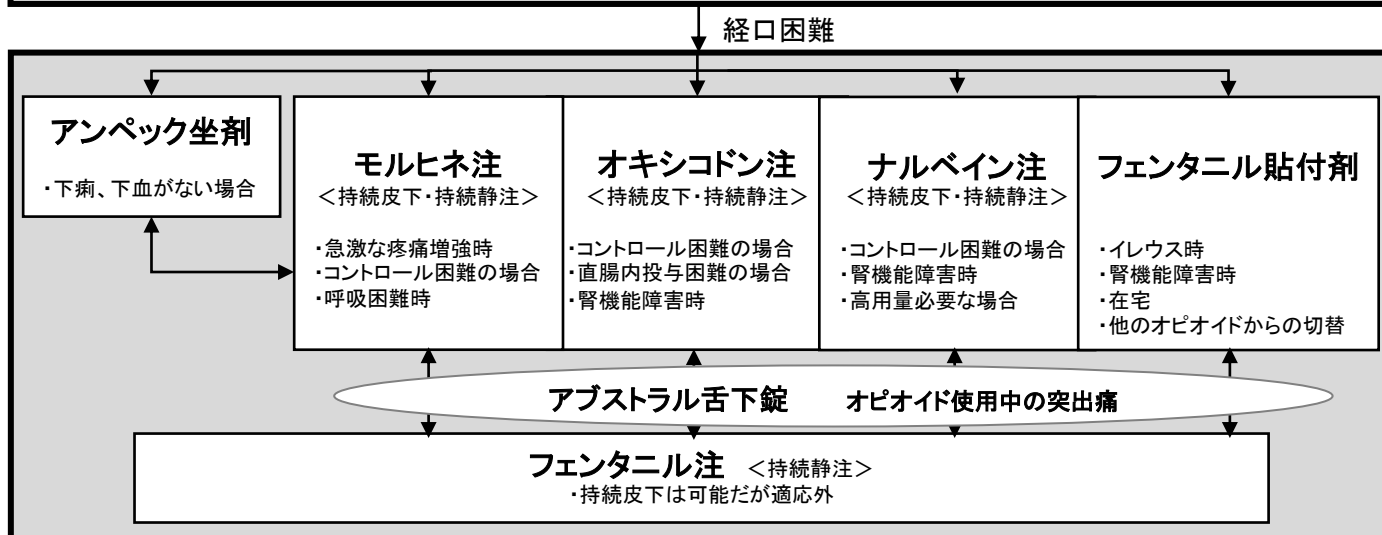 経口困難
アンペック坐剤
・下痢、下血がない場合
モルヒネ注
＜持続皮下・持続静注＞
・急激な疼痛増強時
・コントロール困難の場合
・呼吸困難時
オキシコドン注
＜持続皮下・持続静注＞
・コントロール困難の場合
・直腸内投与困難の場合
・腎機能障害時
ナルベイン注
＜持続皮下・持続静注＞
・コントロール困難の場合
・腎機能障害時
・高用量必要な場合
フェンタニル貼付剤
・イレウス時
・腎機能障害時
・在宅
・他のオピオイドからの切替
アブストラル舌下錠　オピオイド使用中の突出痛
フェンタニル注　＜持続静注＞
・持続皮下は可能だが適応外